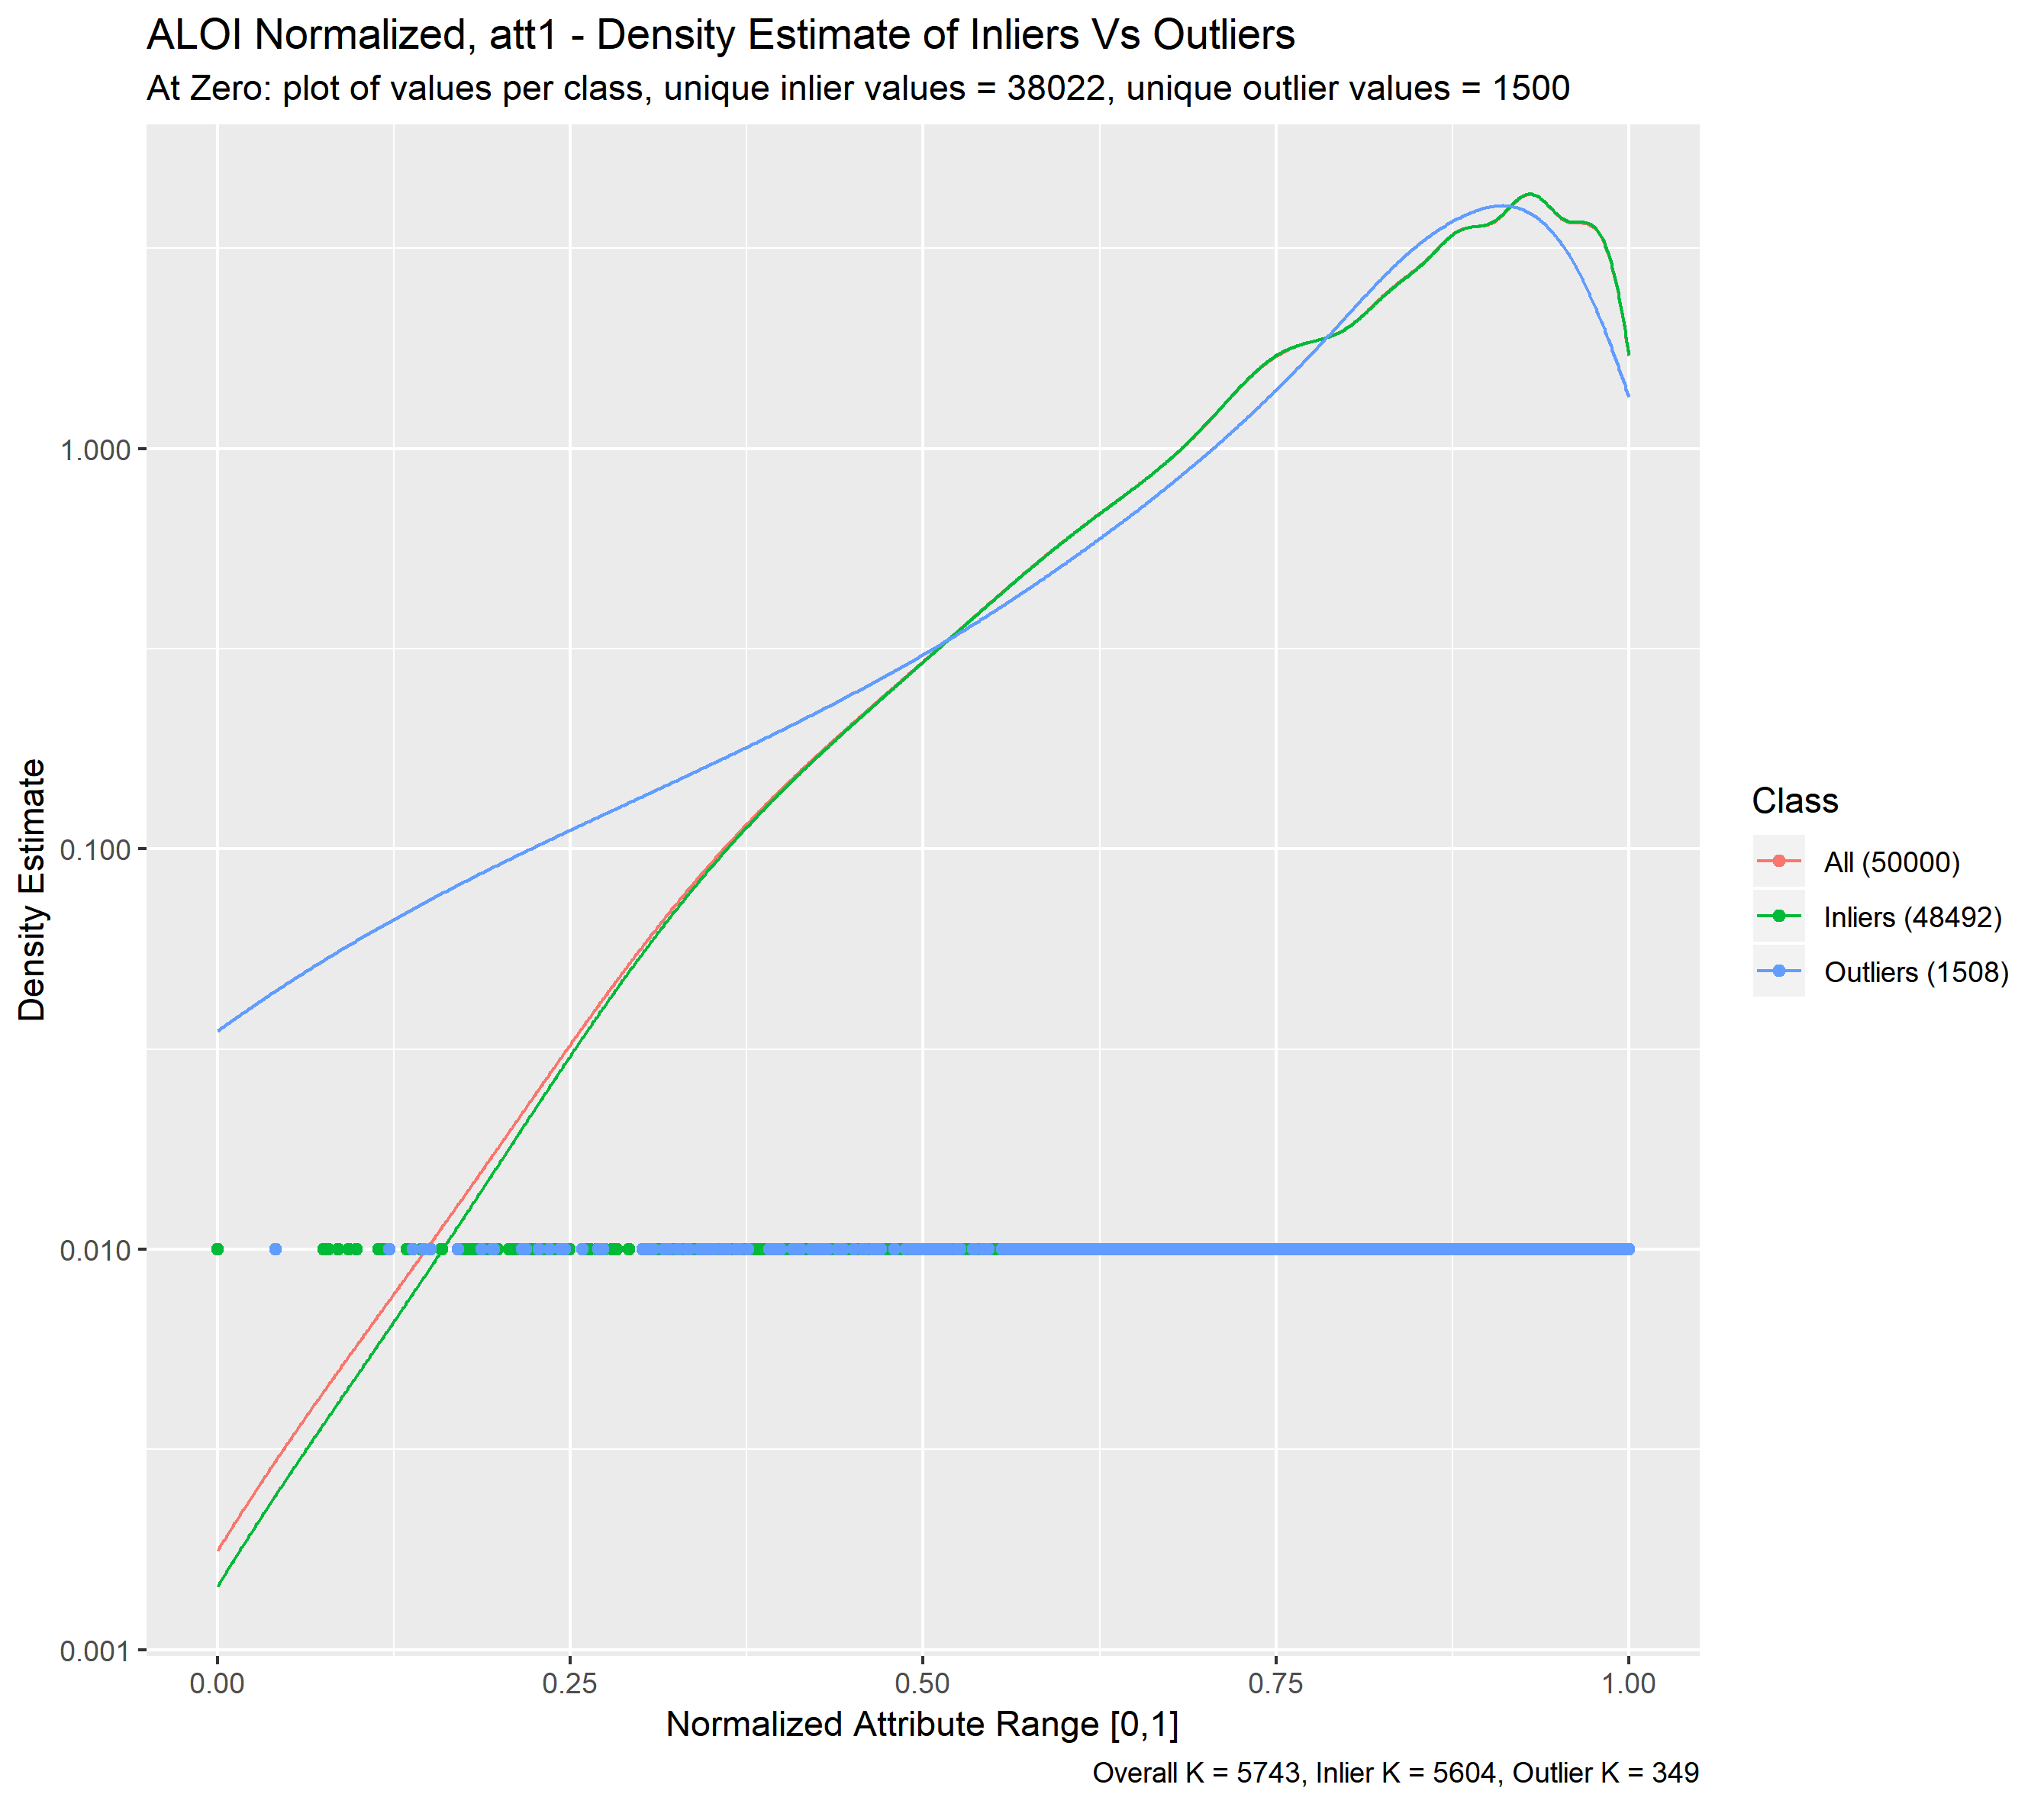 ALOI Normalized, att1 - Density Estimate of Inliers Vs Outliers
At Zero: plot of values per class, unique inlier values = 38022, unique outlier values = 1500
Density Estimate
1.000
0.100
0.010
0.001
0.00 0.25 0.50 0.75 1.00
Normalized Attribute Range [0,1]
Class
All (50000)
Inliers (48492)
Outliers (1508)
Overall K = 5743, Inlier K = 5604, Outlier K = 349